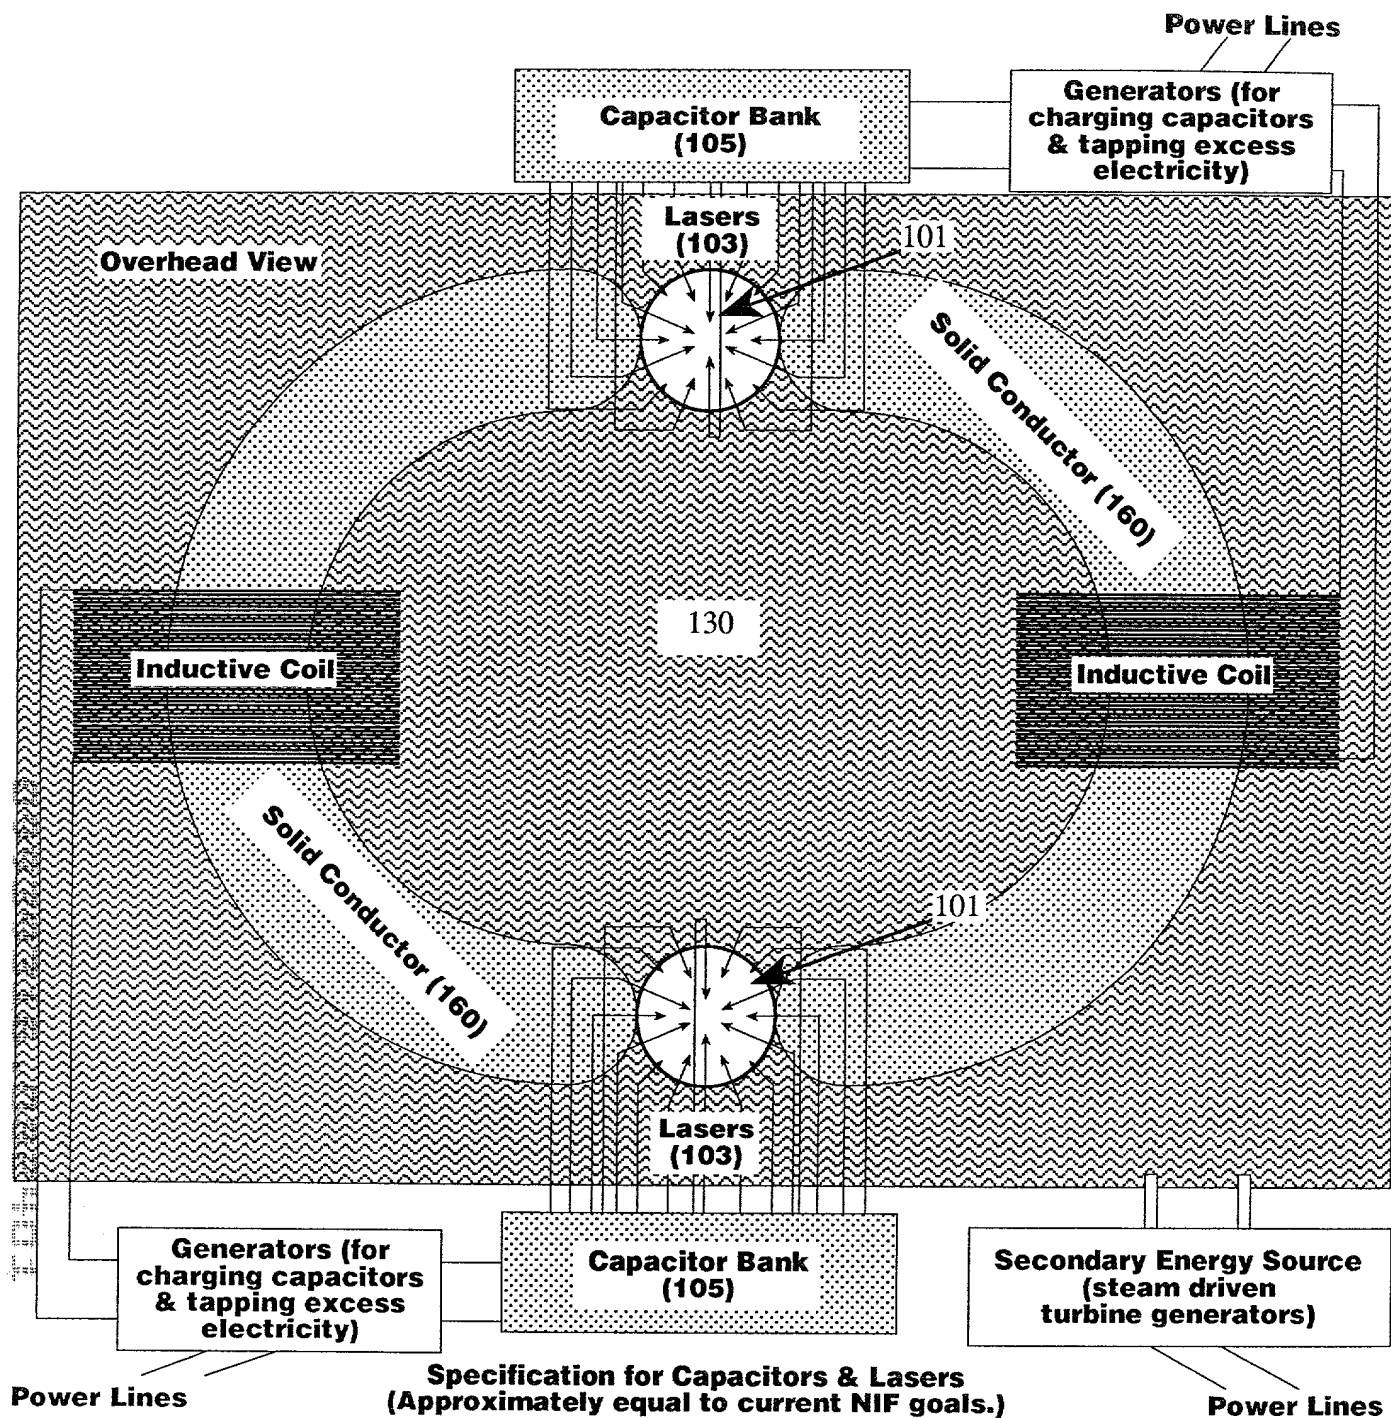 Power Lines
Capacitor Bank
(105)
Generators (for
charging capacitors
& tapping excess
electricity)
Lasers
(103)
101
Overhead View
Solid Conductor (160)
130
Inductive Coil
Inductive Coil
Solid Conductor (160)
101
Lasers
(103)
Generators (for
charging capacitors
& tapping excess
electricity)
Capacitor Bank
(105)
Secondary Energy Source
(steam driven
turbine generators)
Power Lines
Specification for Capacitors & Lasers
(Approximately equal to current NIF goals.)
Power Lines